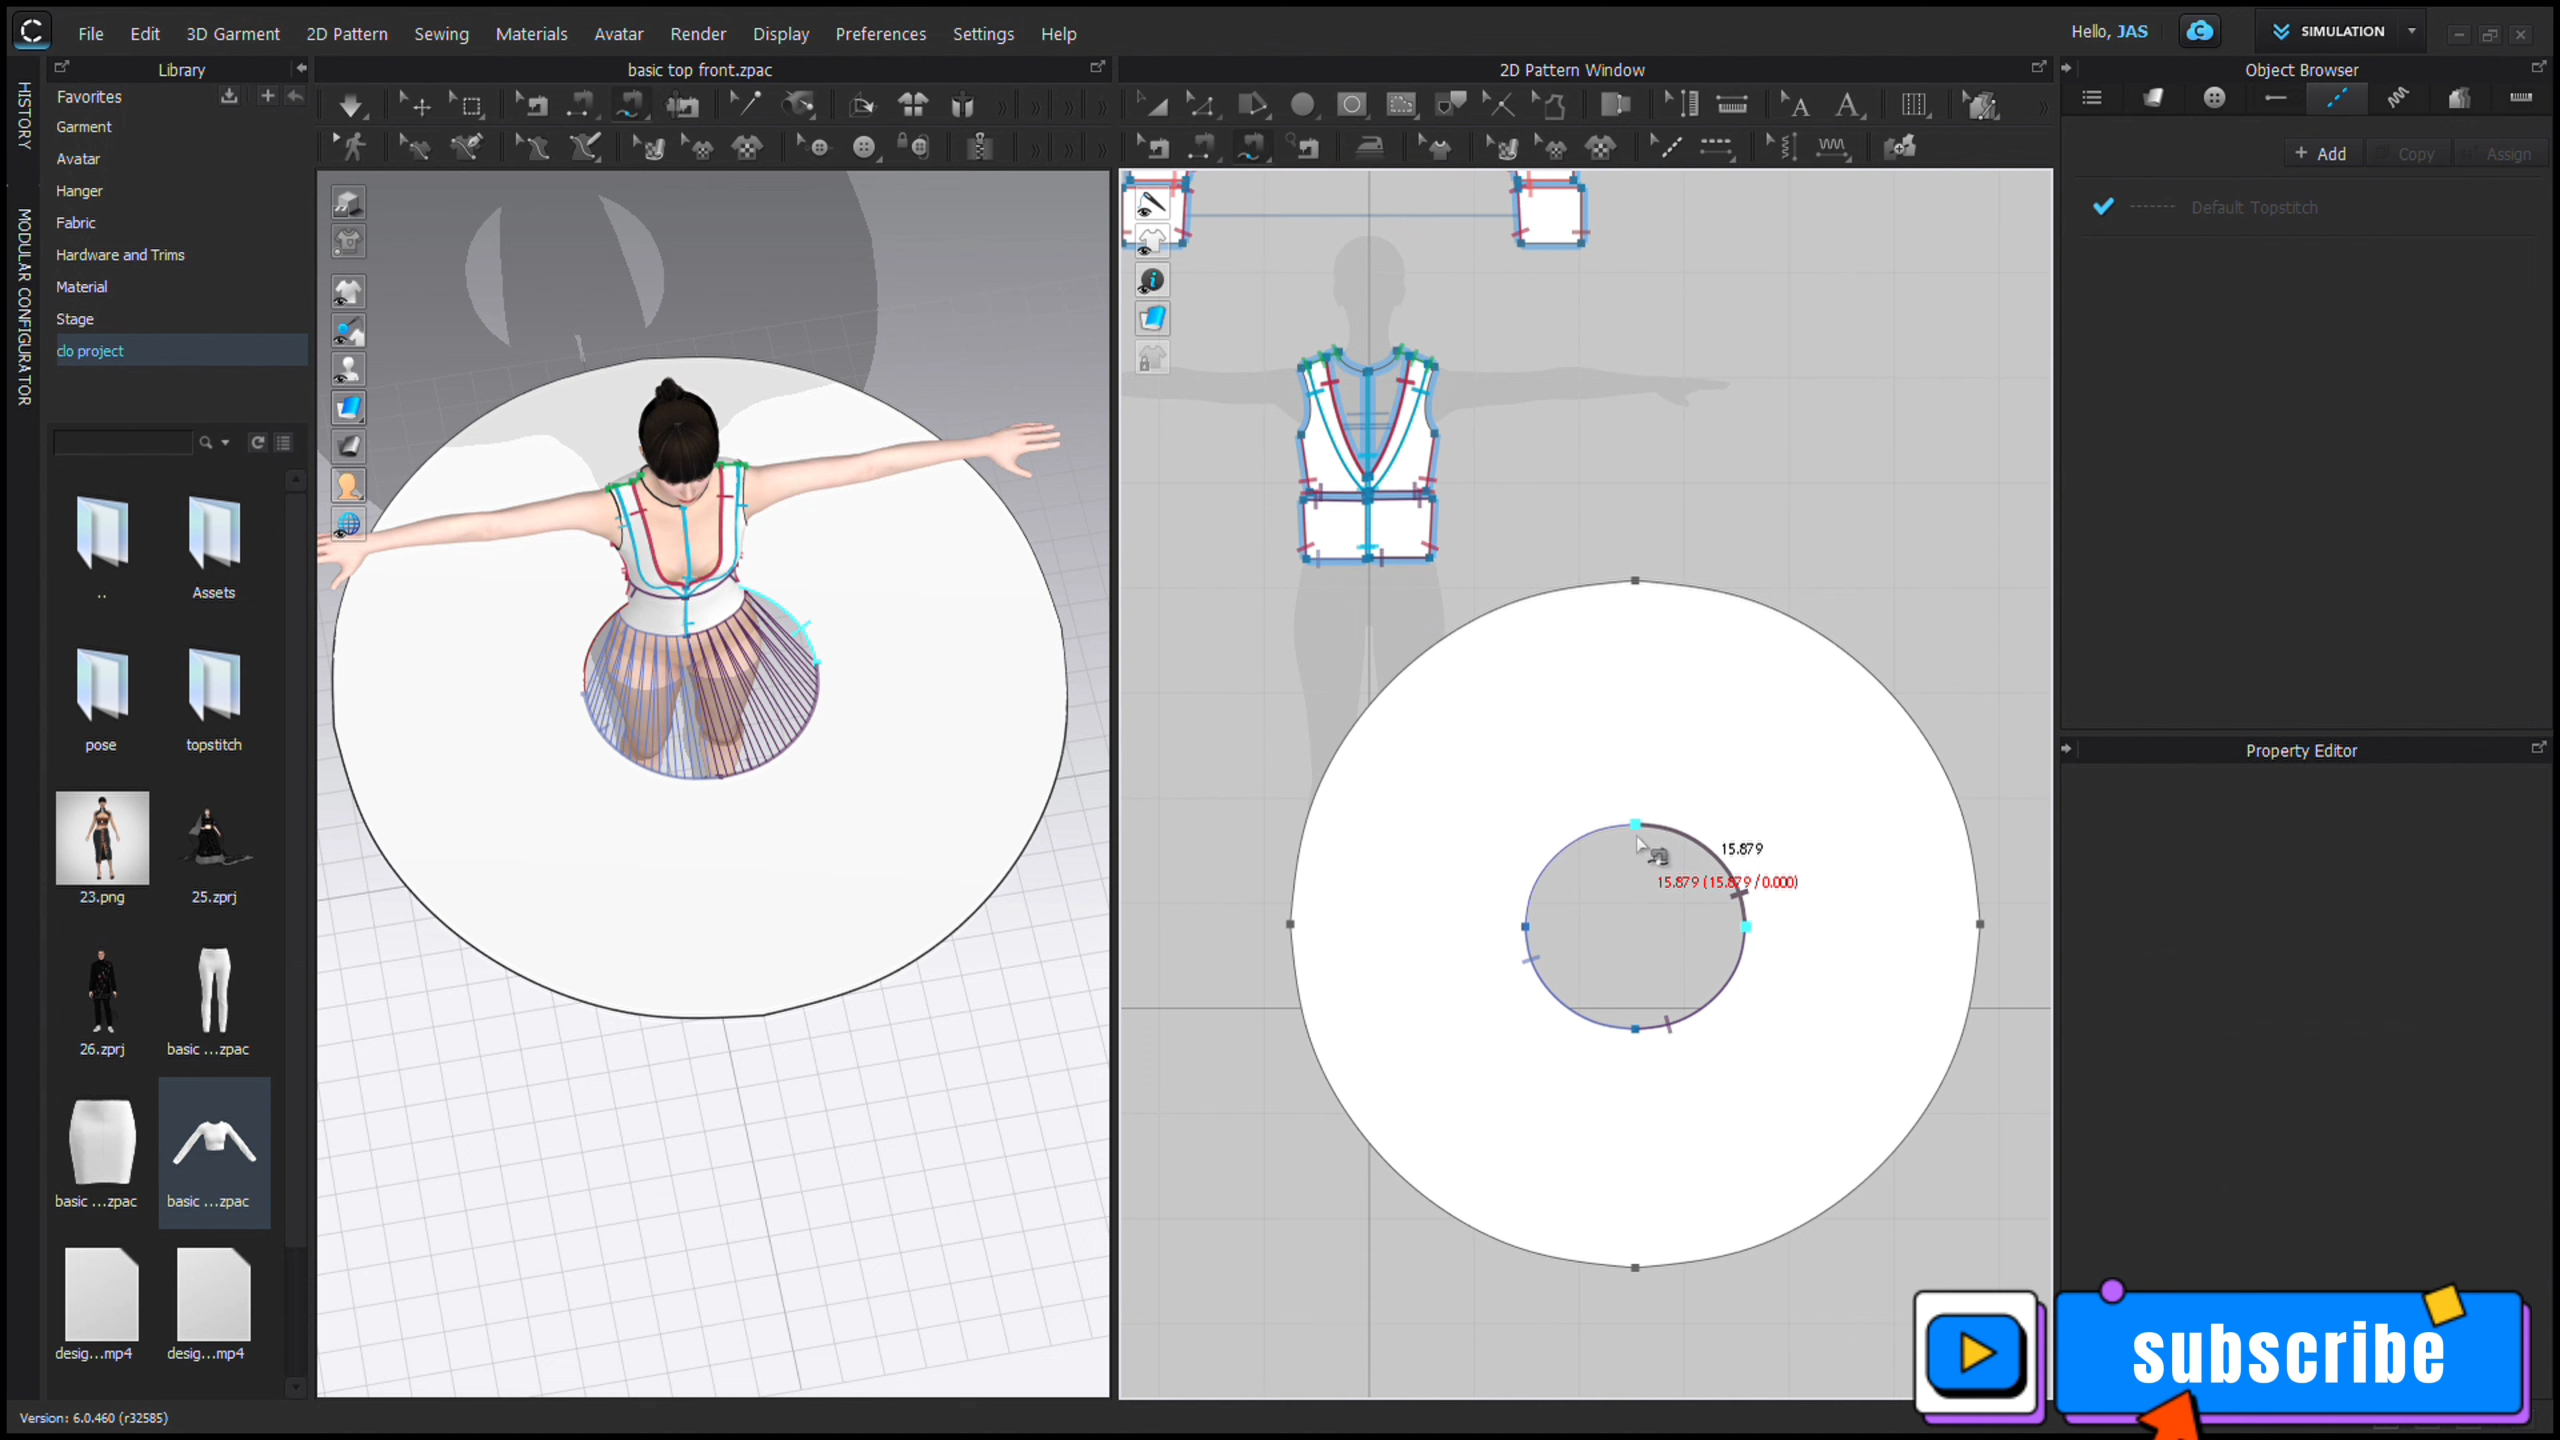 File Edit 3D Garment 2D Pattern Sewing Materials Avatar Render Display Preferences Settings Help
Hello, JAS
SIMULATION
Library
basic top front.zpac
2D Pattern Window
Object Browser
HISTORY
MODULAR CONFIGURATOR
Favorites
Garment
Avatar
Hanger
Fabric
Hardware and Trims
Material
Stage
clo project
+ Add
Copy
Assign
Default Topstitch
..
Assets
pose
topstitch
23.png
25.zprj
26.zprj
basic ...zpac
basic ...zpac
basic ...zpac
desig...mp4
desig...mp4
15.879
15.879 (15.879 / 0.000)
Property Editor
subscribe
Version: 6.0.460 (r32585)